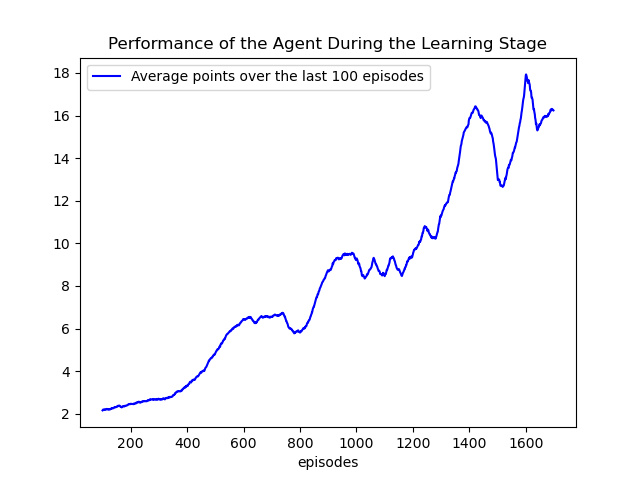 Performance of the Agent During the Learning Stage
Average points over the last 100 episodes
18
16
14
12
10
8
6
4
2
200 400 600 800 1000 1200 1400 1600
episodes